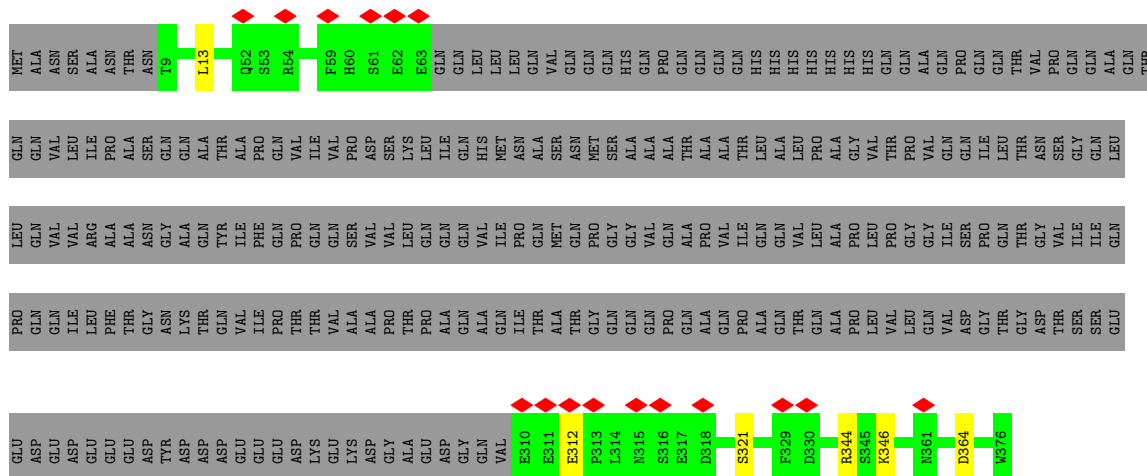 MET ALA ASN SER ALA ASN THR ASN T9 L13 Q52 S53 R54 F59 H60 S61 E62 E63 GLN GLN LEU LEU LEU GLN VAL GLN GLN GLN HIS GLN PRO GLN GLN GLN GLN HIS HIS HIS HIS HIS HIS GLN GLN ALA GLN PRO GLN GLN THR VAL PRO GLN GLN ALA GLN THR
GLN GLN VAL LEU ILE PRO ALA SER GLN GLN ALA THR ALA PRO GLN VAL ILE VAL PRO ASP SER LYS LEU ILE GLN HIS MET ASN ALA SER ASN MET SER ALA ALA ALA THR ALA ALA THR LEU ALA LEU PRO ALA GLY VAL THR PRO VAL GLN GLN ILE LEU THR ASN SER GLY GLN LEU
LEU GLN VAL VAL ARG ALA ALA ASN GLY ALA GLN TYR ILE PHE GLN PRO GLN GLN SER VAL VAL LEU GLN GLN GLN VAL ILE PRO GLN MET GLN PRO GLY GLY VAL GLN ALA PRO VAL ILE GLN GLN VAL LEU ALA PRO LEU PRO GLY GLY ILE SER PRO GLN THR GLY VAL ILE ILE GLN
PRO GLN GLN ILE LEU PHE THR GLY ASN LYS THR GLN VAL ILE PRO THR THR VAL ALA ALA PRO THR PRO ALA GLN ALA GLN ILE THR ALA THR GLY GLN GLN GLN PRO GLN ALA GLN PRO ALA GLN THR GLN ALA PRO LEU VAL LEU GLN VAL ASP GLY THR GLY ASP THR SER SER GLU
GLU ASP GLU ASP GLU GLU GLU ASP TYR ASP ASP ASP GLU GLU GLU ASP LYS GLU LYS ASP GLY ALA GLU ASP GLY GLN VAL E310 E311 E312 P313 L314 N315 S316 E317 D318 S321 F329 D330 R344 S345 K346 N361 D364 W376